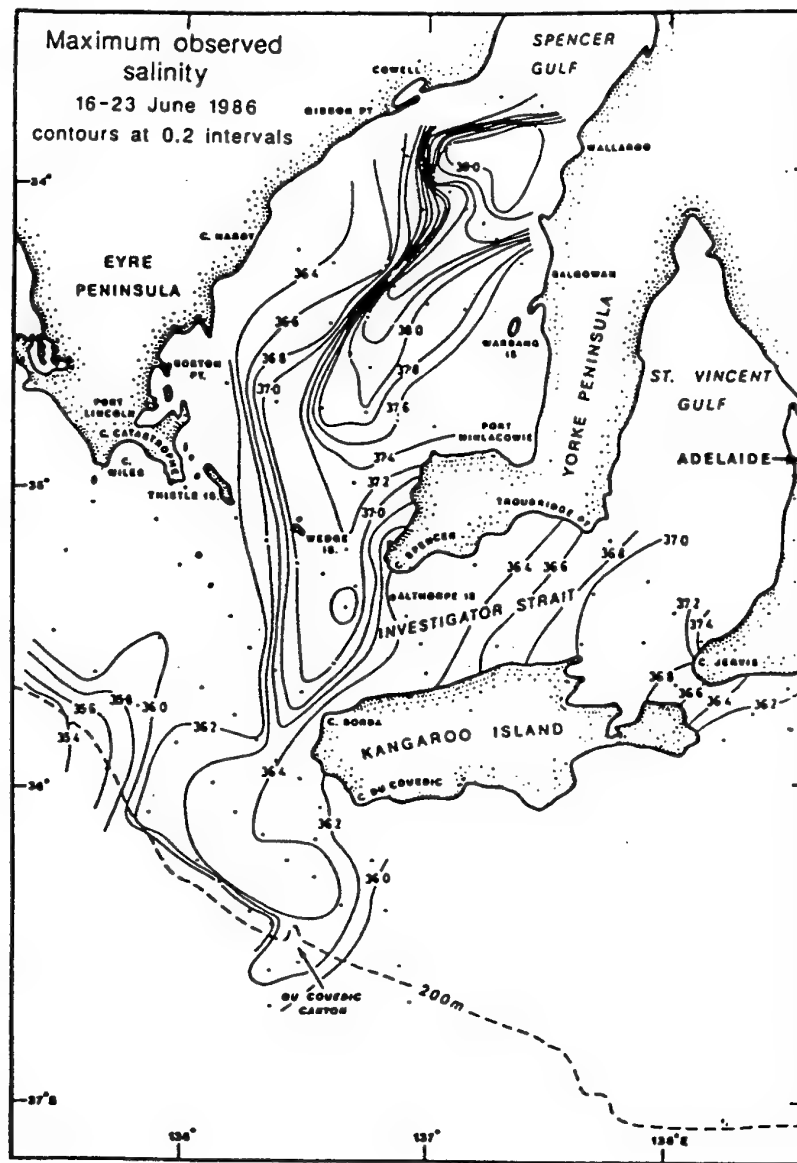 Maximum observed
salinity
16-23 June 1986
contours at 0.2 intervals
SPENCER
GULF
COWELL
GIBBON PT.
WALLAROO
38·0
34°
C. HARDY
EYRE
PENINSULA
36.4
BALGOWAN
36.6
38.0
WARDANG
IS.
36.8
37.8
YORKE PENINSULA
ST. VINCENT
GULF
37.0
37.6
PORT
LINCOLN
C. CATASTROPHE
PORT
MINLACOWIE
37.4
ADELAIDE
C.
WILES
35°
37.2
THISTLE IS.
37.0
TROUBRIDGE PT.
WEDGE
IS.
C. SPENCER
36.4
36.6
36.8
37.0
ALTHORPE IS
INVESTIGATOR STRAIT
37.2
37.4
C. JERVIS
36.8
36.6
36.4
36.2
35.4
35.6
35.8
36.0
36.2
C. BORDA
KANGAROO ISLAND
36°
36.4
C. DU COUEDIC
36.2
36.0
DU COUEDIC
CANYON
200m
37°S
136°
137°
138°E